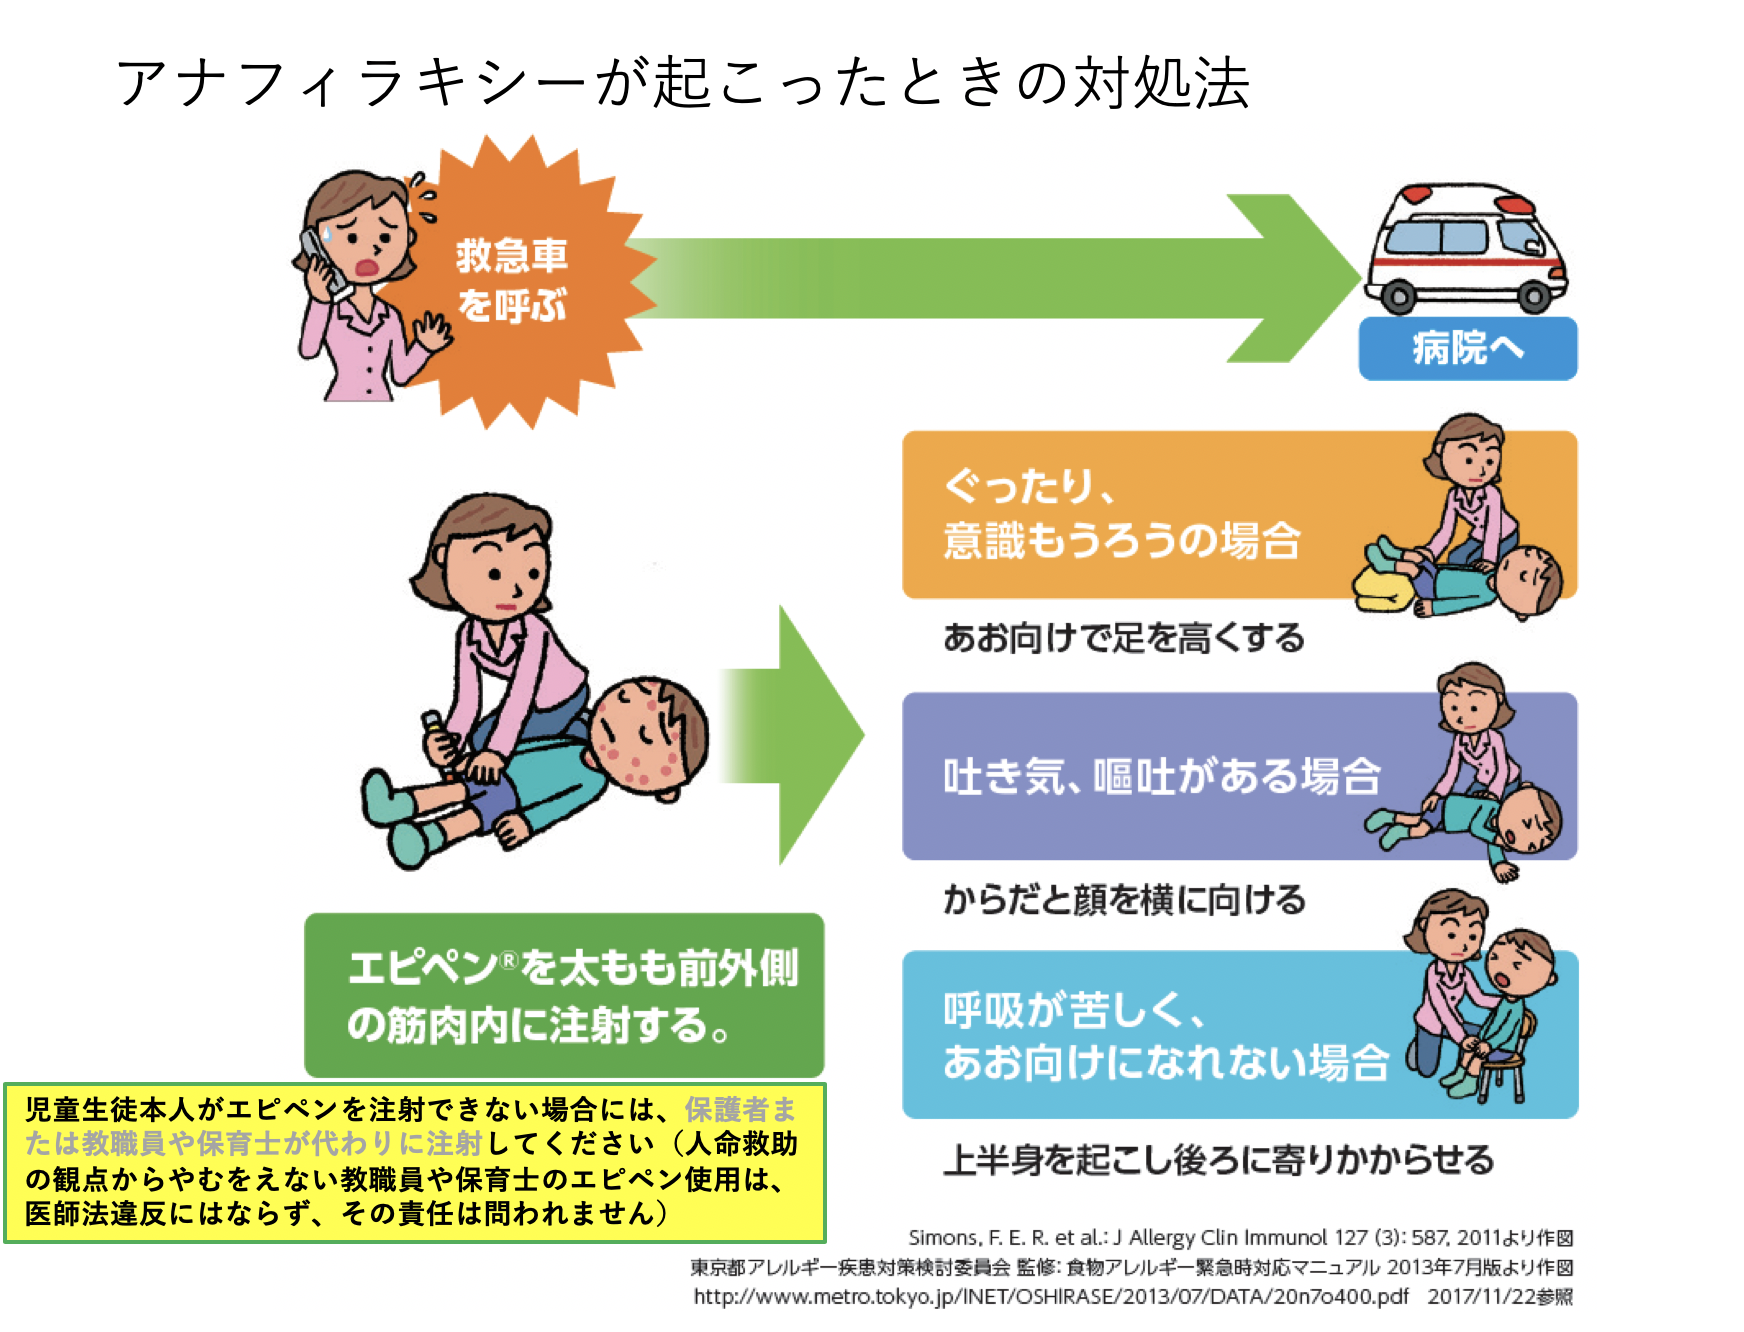 アナフィラキシーが起こったときの対処法
救急車
を呼ぶ
病院へ
エピペン®を太もも前外側
の筋肉内に注射する。
児童生徒本人がエピペンを注射できない場合には、保護者ま
たは教職員や保育士が代わりに注射してください（人命救助
の観点からやむをえない教職員や保育士のエピペン使用は、
医師法違反にはならず、その責任は問われません）
ぐったり、
意識もうろうの場合
あお向けで足を高くする
吐き気、嘔吐がある場合
からだと顔を横に向ける
呼吸が苦しく、
あお向けになれない場合
上半身を起こし後ろに寄りかからせる
Simons, F. E. R. et al.: J Allergy Clin Immunol 127 (3): 587, 2011より作図
東京都アレルギー疾患対策検討委員会 監修: 食物アレルギー緊急時対応マニュアル 2013年7月版より作図
http://www.metro.tokyo.jp/INET/OSHIRASE/2013/07/DATA/20n7o400.pdf 2017/11/22参照